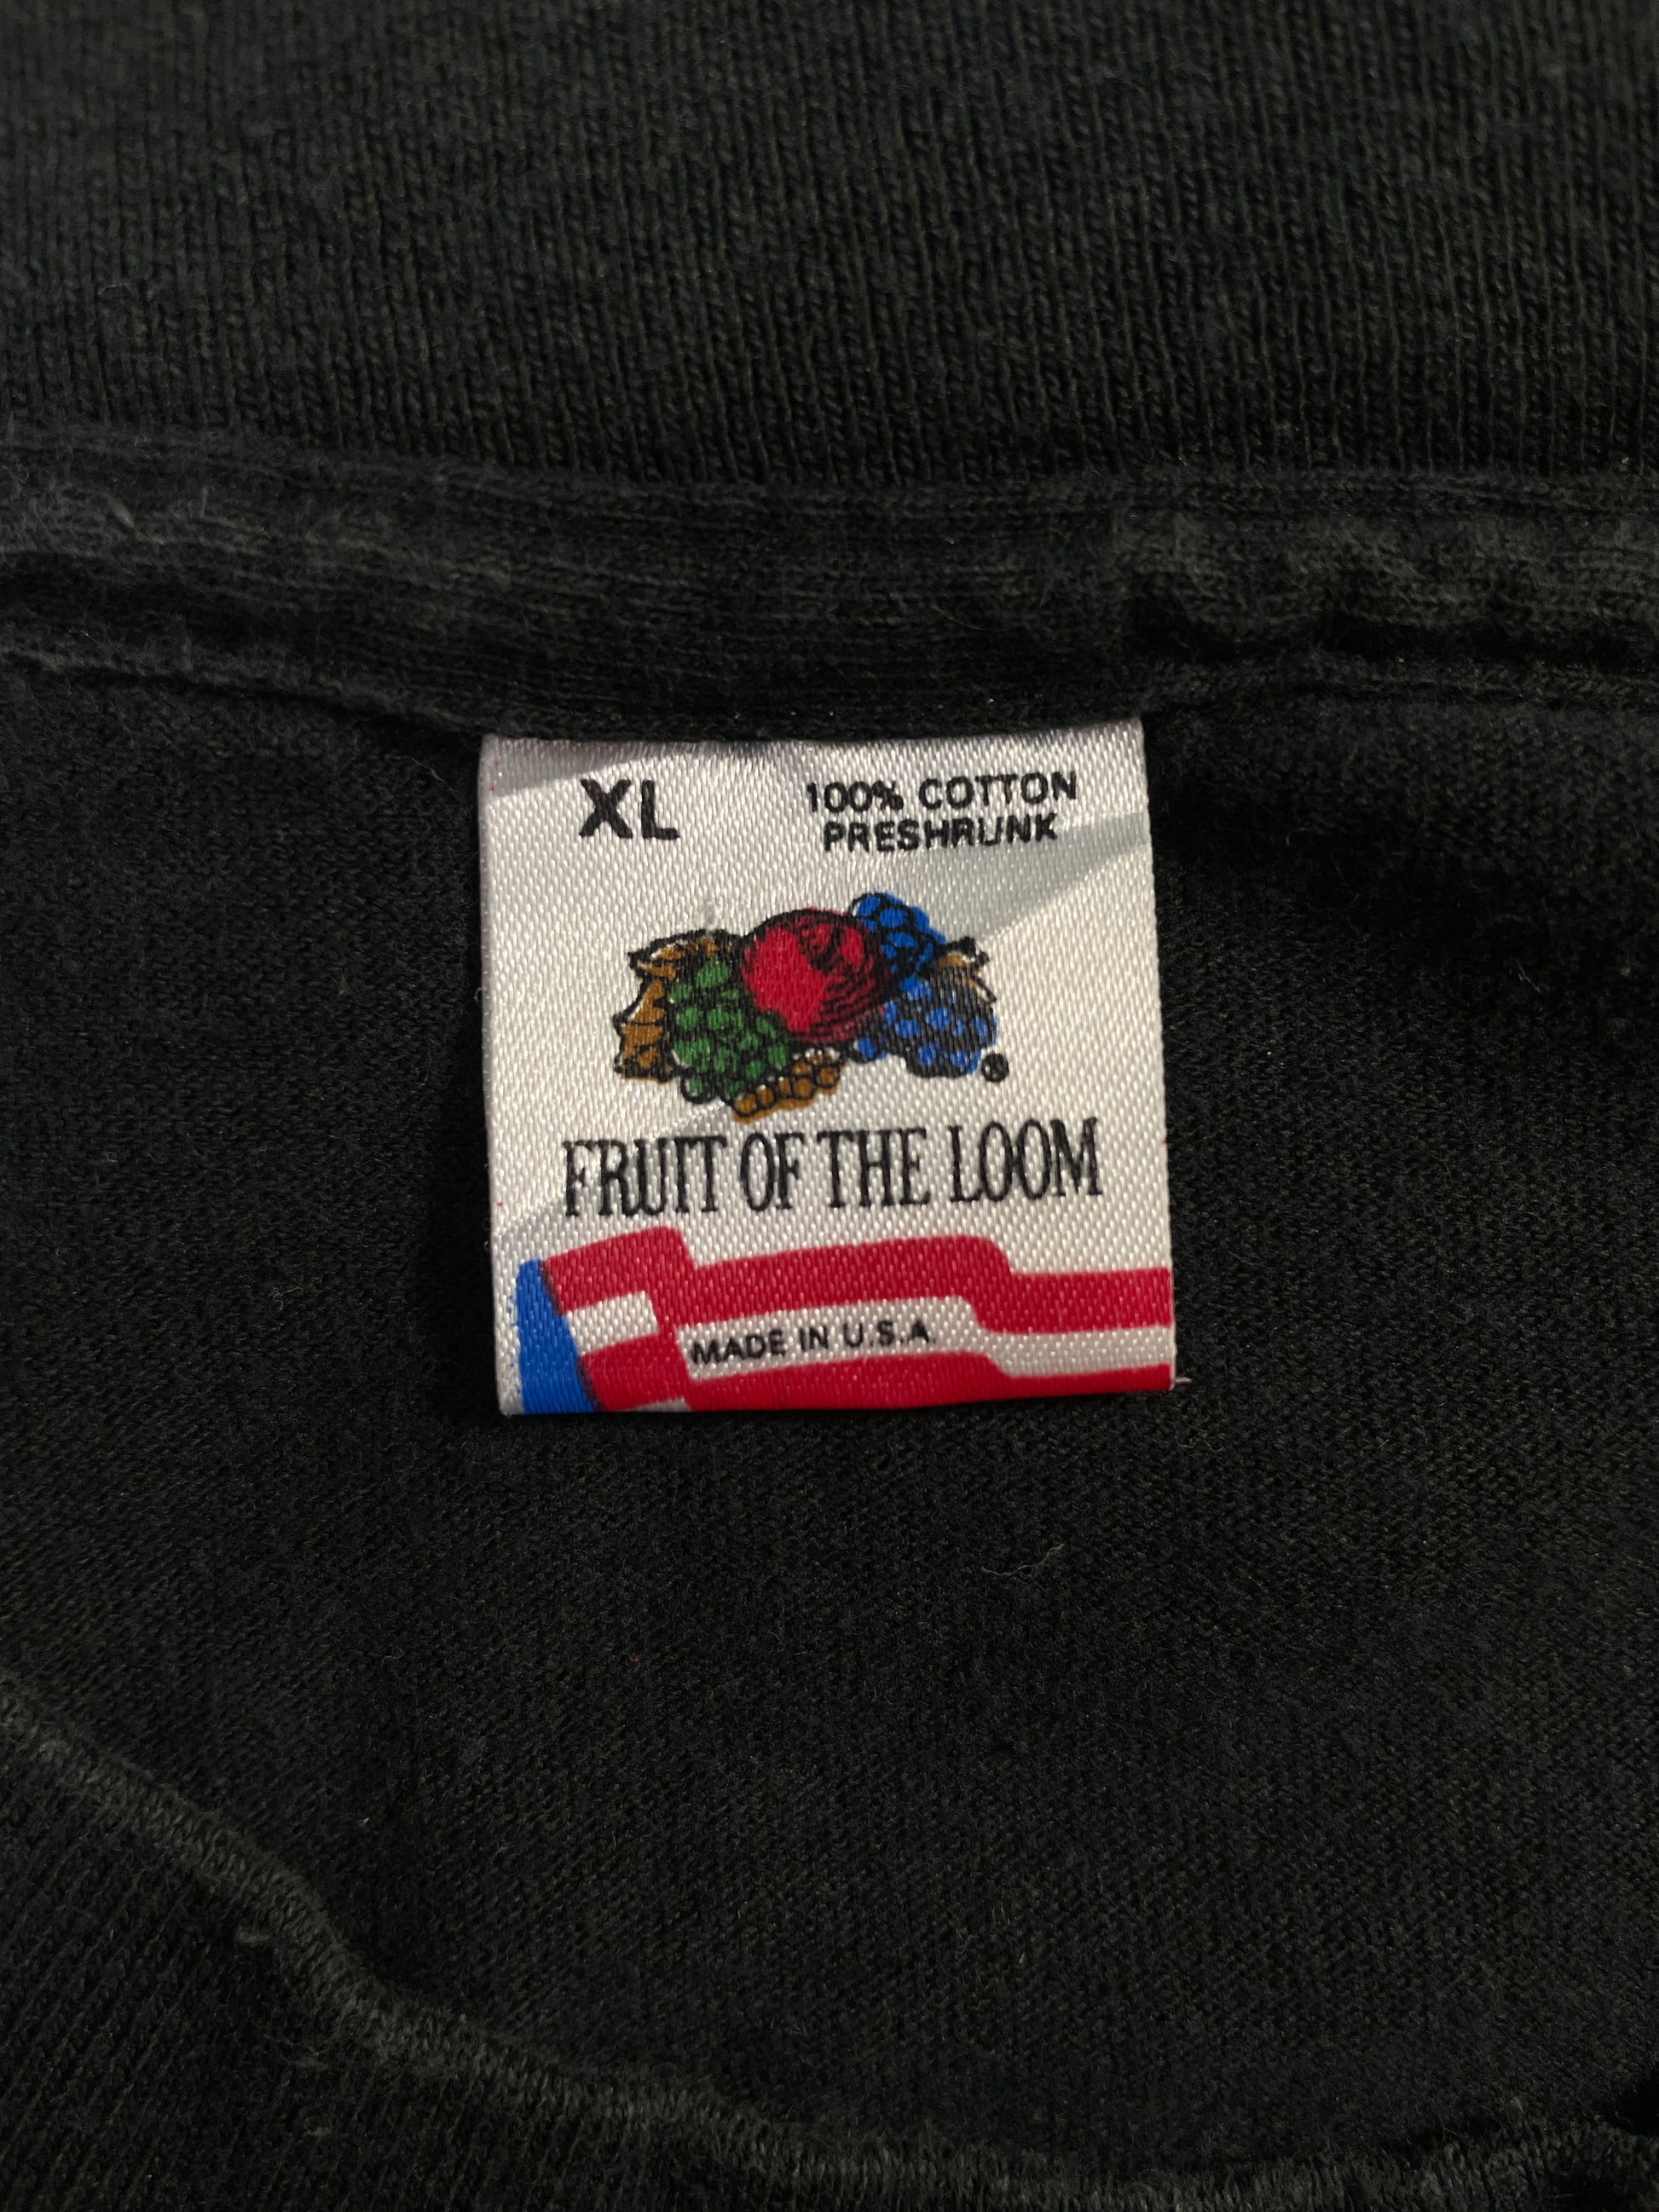 XL
100% COTTON
PRESHRUNK
®
FRUIT OF THE LOOM
MADE IN U.S.A.